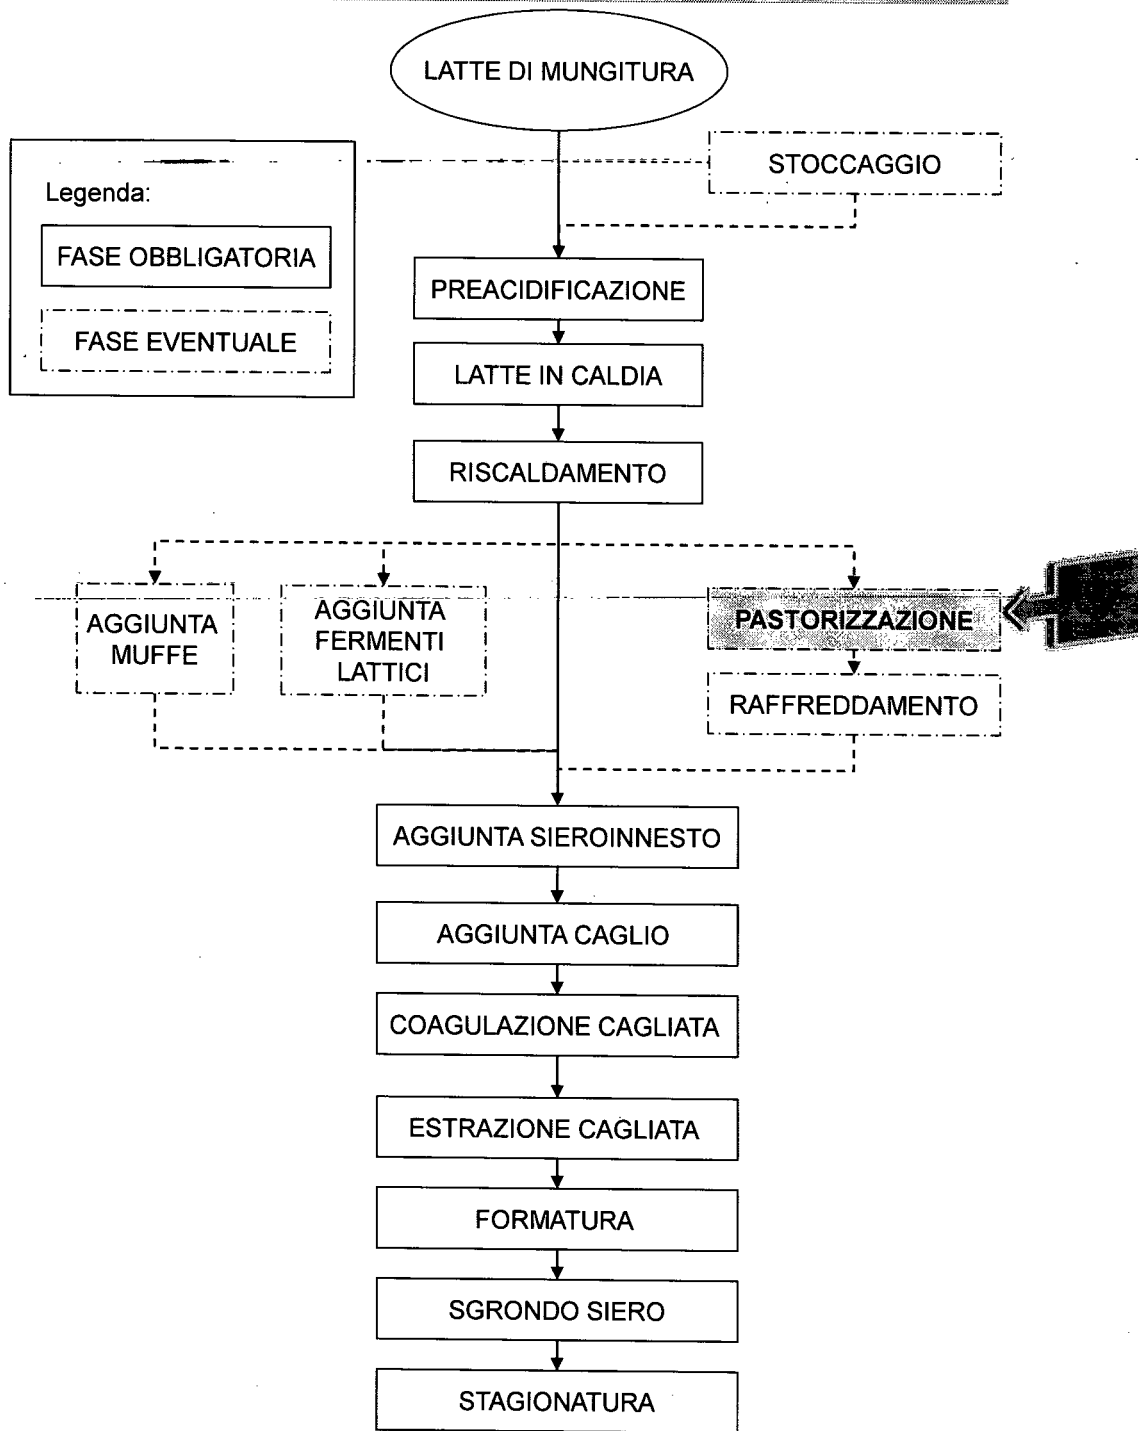 LATTE DI MUNGITURA
STOCCAGGIO
Legenda:
FASE OBBLIGATORIA
FASE EVENTUALE
PREACIDIFICAZIONE
LATTE IN CALDIA
RISCALDAMENTO
AGGIUNTA
MUFFE
AGGIUNTA
FERMENTI
LATTICI
PASTORIZZAZIONE
RAFFREDDAMENTO
AGGIUNTA SIEROINNESTO
AGGIUNTA CAGLIO
COAGULAZIONE CAGLIATA
ESTRAZIONE CAGLIATA
FORMATURA
SGRONDO SIERO
STAGIONATURA